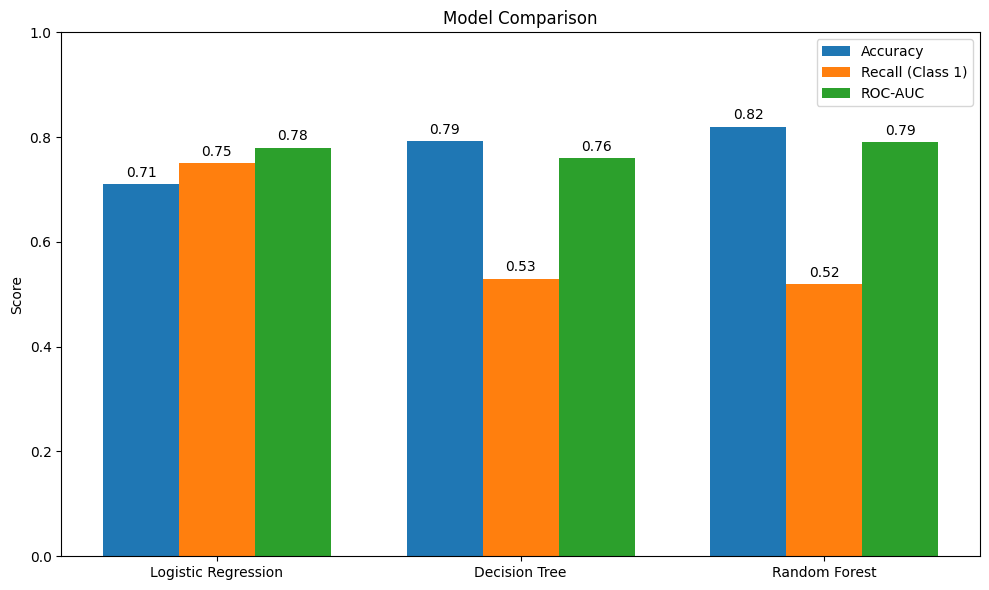 Model Comparison
Accuracy
Recall (Class 1)
ROC-AUC
1.0
0.8
0.6
0.4
0.2
0.0
Score
0.71
0.75
0.78
0.79
0.53
0.76
0.82
0.52
0.79
Logistic Regression
Decision Tree
Random Forest